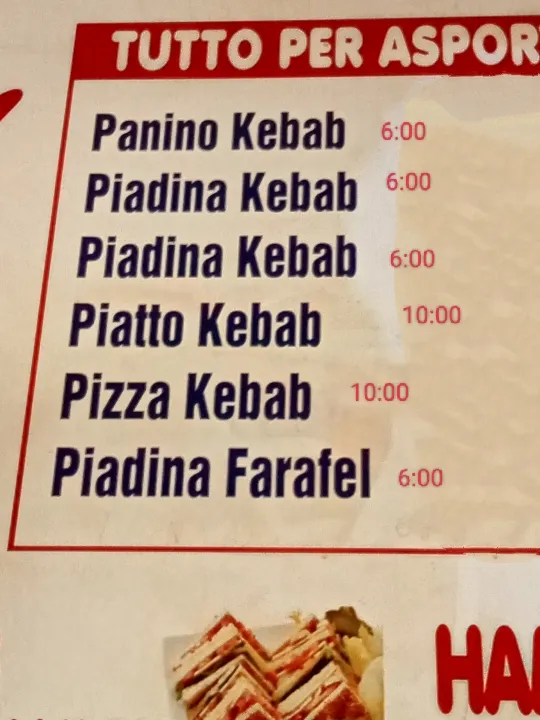 TUTTO PER ASPOR
Panino Kebab 6:00
Piadina Kebab 6:00
Piadina Kebab 6:00
Piatto Kebab 10:00
Pizza Kebab 10:00
Piadina Farafel 6:00